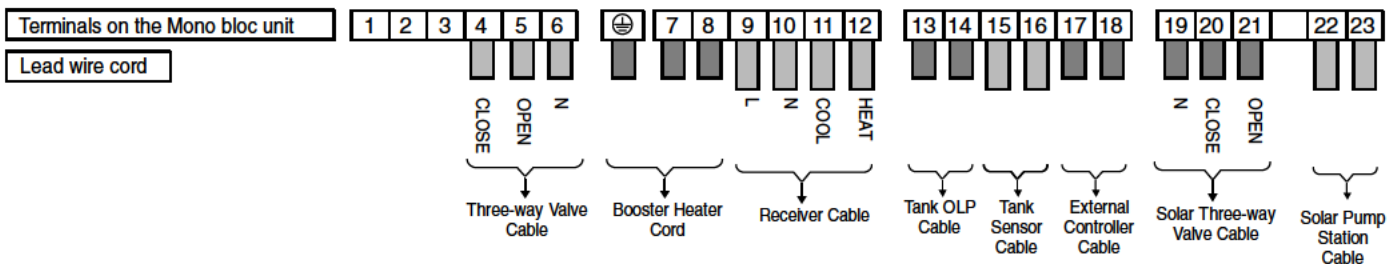 Terminals on the Mono bloc unit
1 2 3 4 5 6 7 8 9 10 11 12 13 14 15 16 17 18 19 20 21 22 23
Lead wire cord
CLOSE OPEN N L N COOL HEAT N CLOSE OPEN
Three-way Valve Cable
Booster Heater Cord
Receiver Cable
Tank OLP Cable
Tank Sensor Cable
External Controller Cable
Solar Three-way Valve Cable
Solar Pump Station Cable